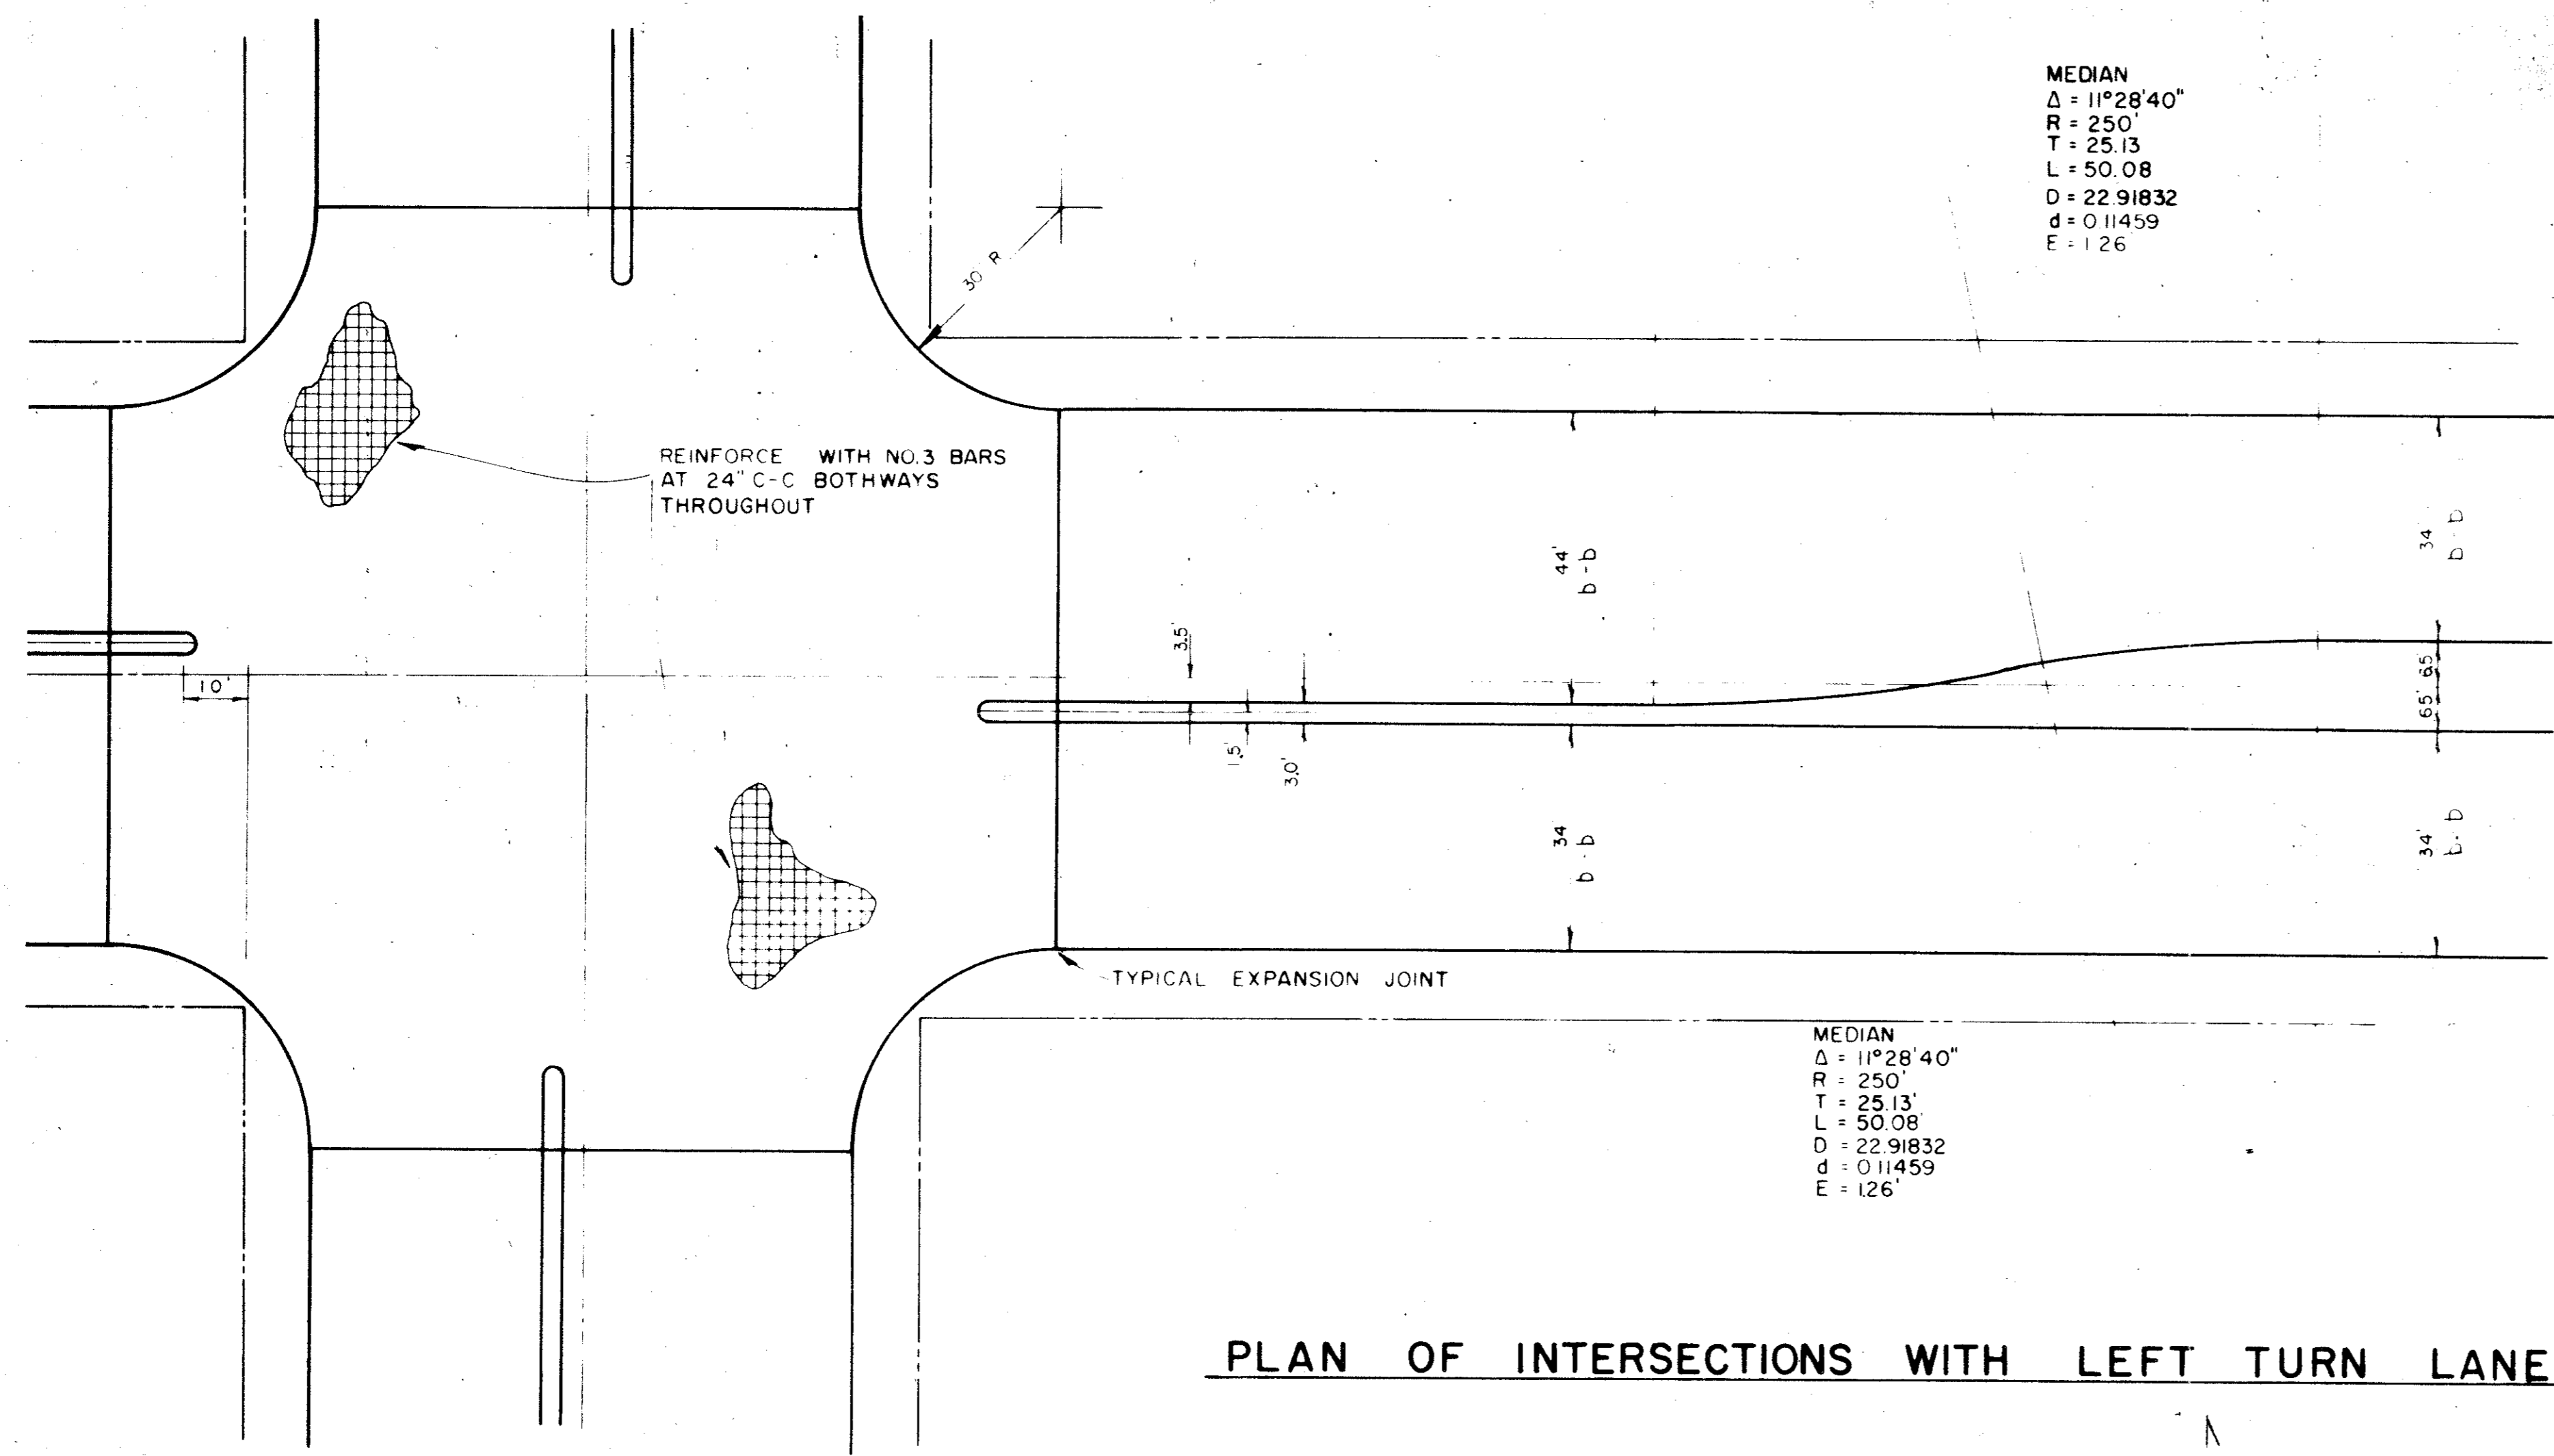 MEDIAN
Δ = 11°28'40"
R = 250'
T = 25.13
L = 50.08
D = 22.91832
d = 0.11459
E = 1 26
30' R
REINFORCE WITH NO.3 BARS
AT 24" C-C BOTHWAYS
THROUGHOUT
44'
b-b
34
b-b
3.5'
10'
1.5'
3.0'
6.5'
6.5'
34
b-b
34'
b-b
TYPICAL EXPANSION JOINT
MEDIAN
Δ = 11°28'40"
R = 250'
T = 25.13'
L = 50.08'
D = 22.91832
d = 0.11459
E = 1.26'
PLAN OF INTERSECTIONS WITH LEFT TURN LANE